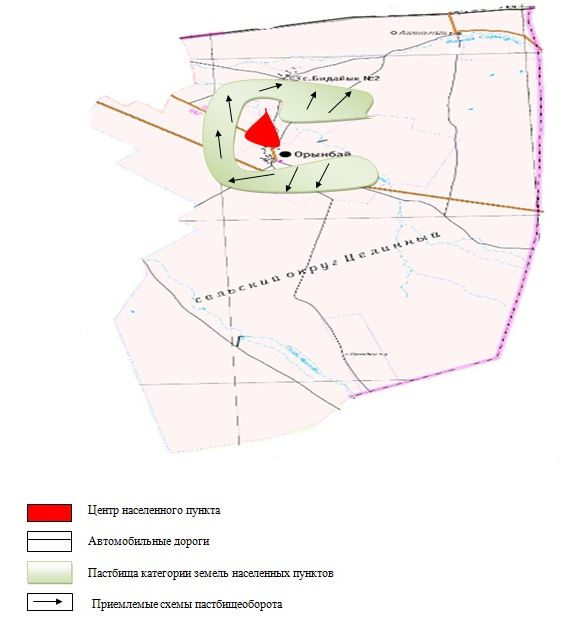 с. Бидайык №2
Орынбай
сельский округ Целинный
Центр населенного пункта
Автомобильные дороги
Пастбища категории земель населенных пунктов
Приемлемые схемы пастбищеоборота